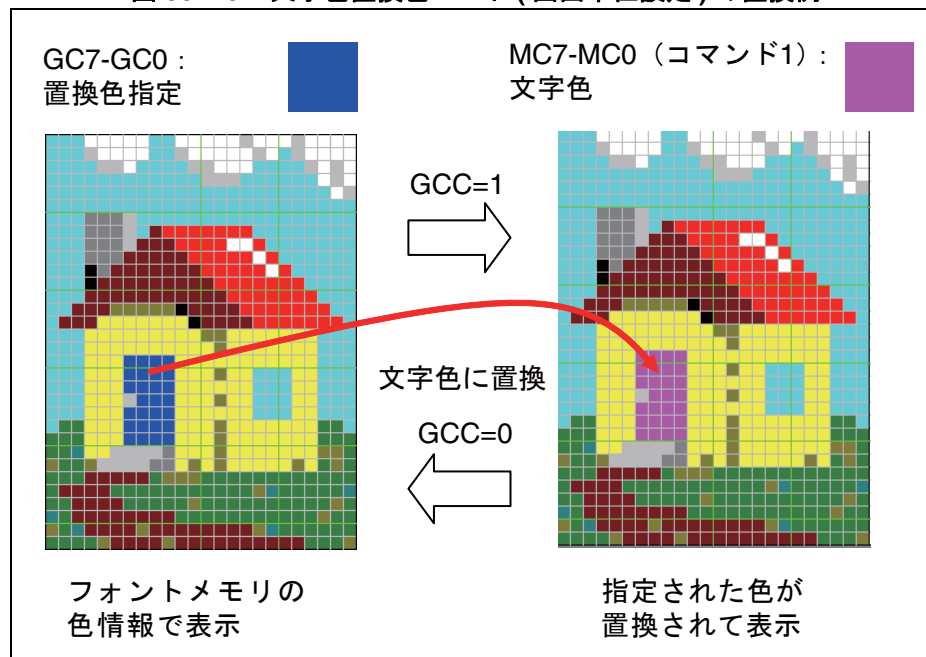 GC7-GC0：
置換色指定
MC7-MC0（コマンド1）：
文字色
GCC=1
文字色に置換
GCC=0
フォントメモリの
色情報で表示
指定された色が
置換されて表示